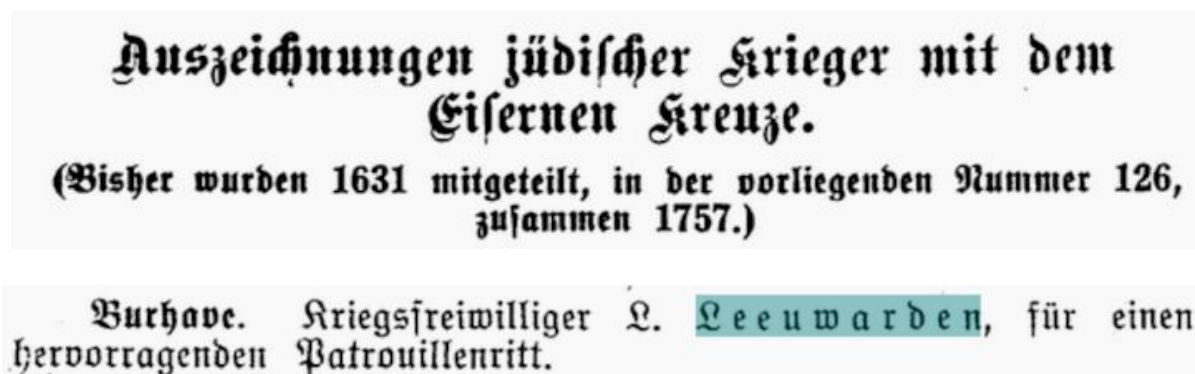 Auszeichnungen jüdischer Krieger mit dem
Eisernen Kreuze.
(Bisher wurden 1631 mitgeteilt, in der vorliegenden Nummer 126,
zusammen 1757.)
Burhave. Kriegsfreiwilliger L. Leeuwarden, für einen
hervorragenden Patrouillenritt.